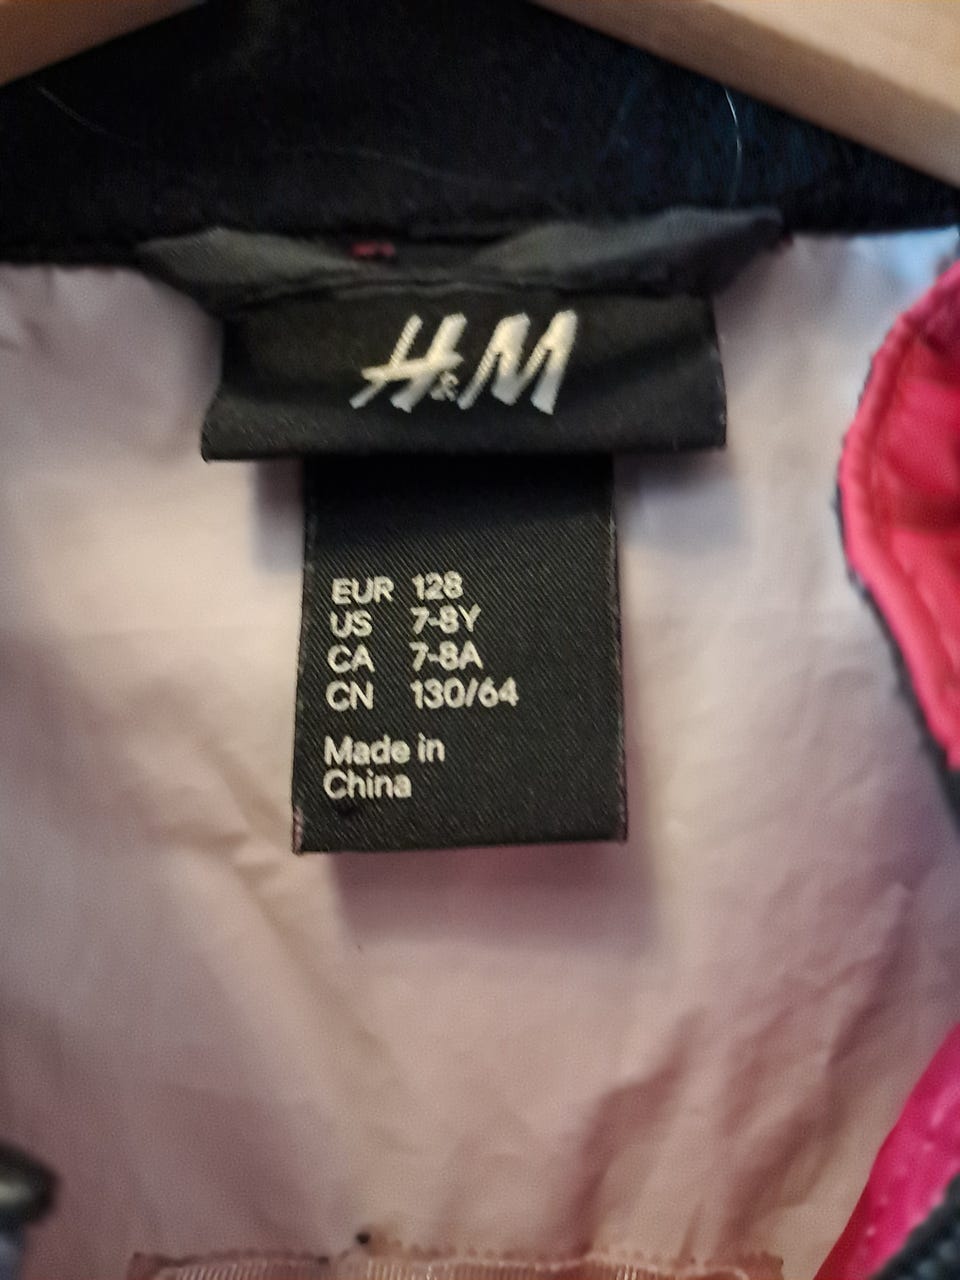 H&M
EUR 128
US 7-8Y
CA 7-8A
CN 130/64
Made in
China